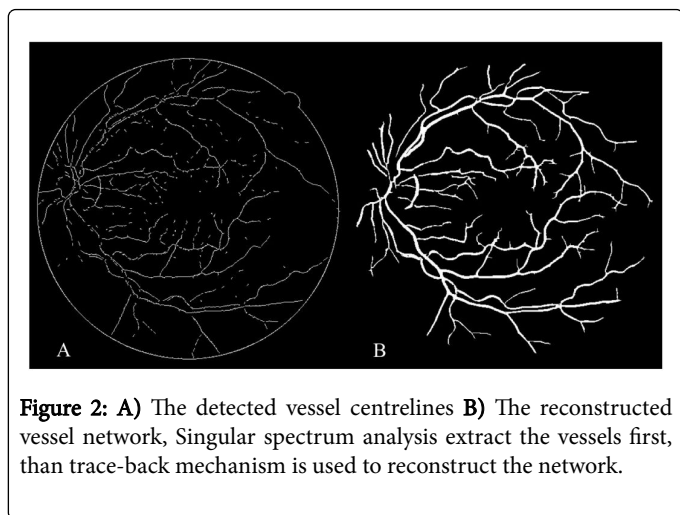 A
B
Figure 2: A) The detected vessel centrelines B) The reconstructed
vessel network, Singular spectrum analysis extract the vessels first,
than trace-back mechanism is used to reconstruct the network.